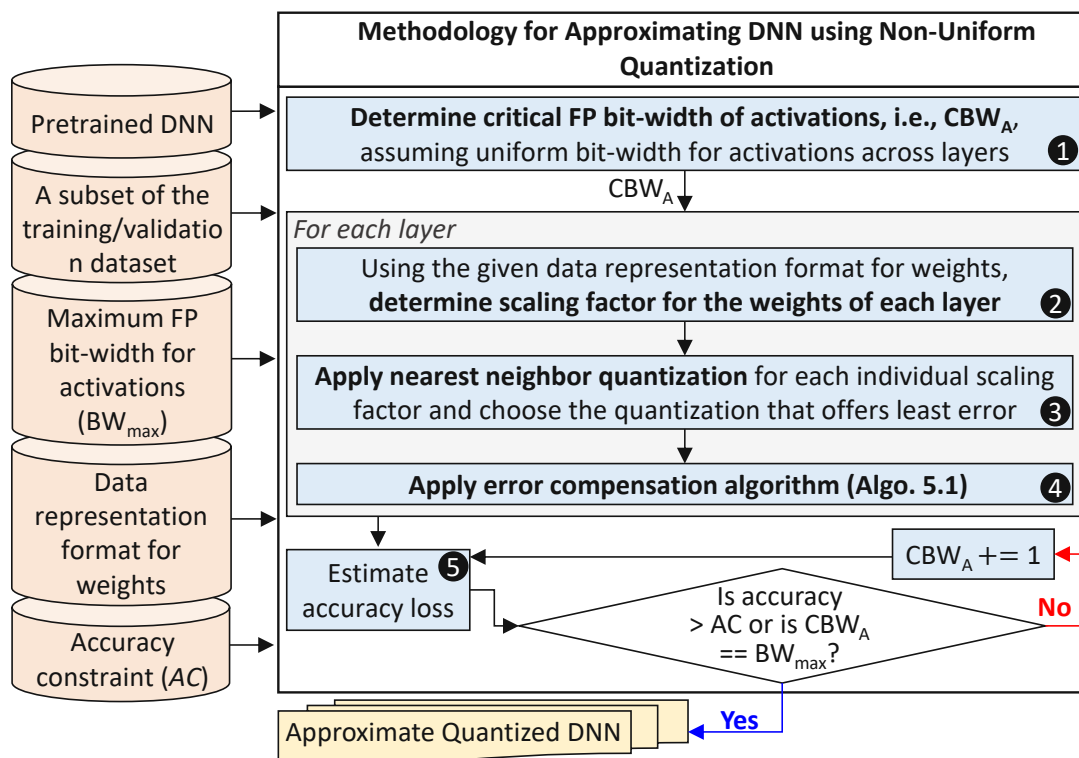 Methodology for Approximating DNN using Non-Uniform
Quantization
Pretrained DNN
A subset of the
training/validatio
n dataset
Maximum FP
bit-width for
activations
(BWmax)
Data
representation
format for
weights
Accuracy
constraint (AC)
Determine critical FP bit-width of activations, i.e., CBWA,
assuming uniform bit-width for activations across layers
1
CBWA
For each layer
Using the given data representation format for weights,
determine scaling factor for the weights of each layer
2
Apply nearest neighbor quantization for each individual scaling
factor and choose the quantization that offers least error
3
Apply error compensation algorithm (Algo. 5.1)
4
Estimate
accuracy loss
5
CBWA += 1
Is accuracy
> AC or is CBWA
== BWmax?
No
Yes
Approximate Quantized DNN